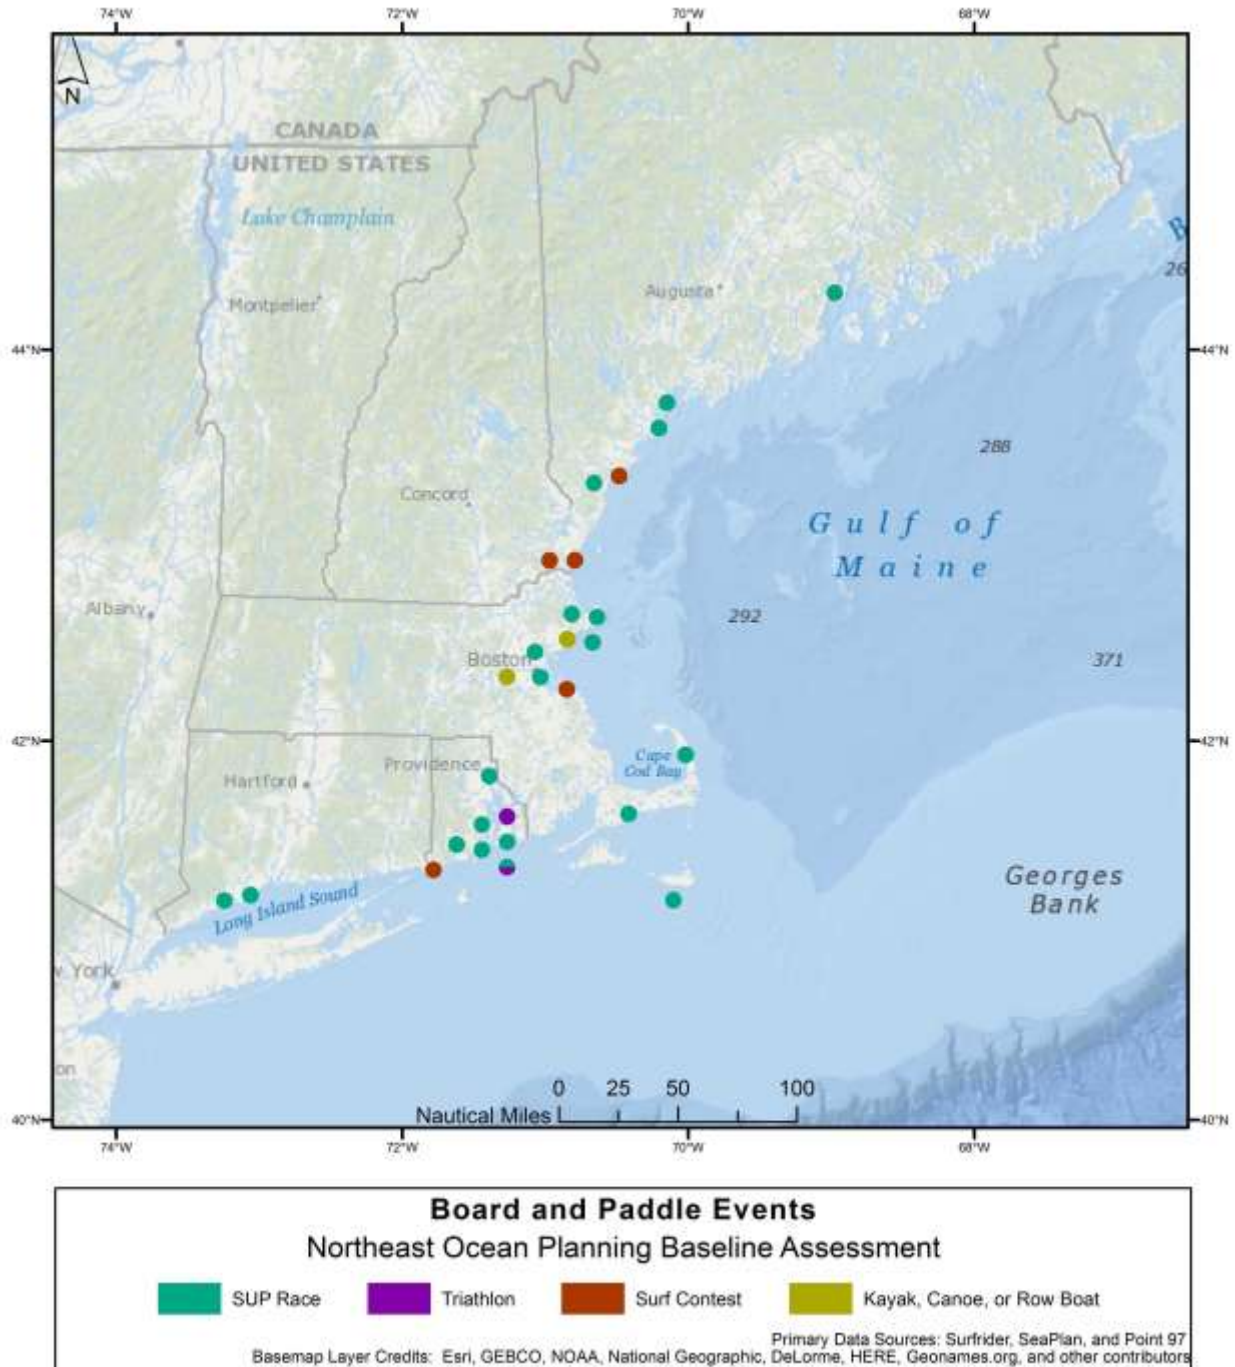 74°W 72°W 70°W 68°W
N
CANADA
UNITED STATES
Lake Champlain
B
26
Montpelier
Augusta
44°N 44°N
288
Concord
Gulf of
Maine
Albany
292
Boston
371
42°N 42°N
Cape
Cod Bay
Providence
Hartford
Georges
Bank
Long Island Sound
w York
on
0 25 50 100
Nautical Miles
40°N 40°N
74°W 72°W 70°W 68°W
Board and Paddle Events
Northeast Ocean Planning Baseline Assessment
SUP Race Triathlon Surf Contest Kayak, Canoe, or Row Boat
Primary Data Sources: Surfrider, SeaPlan, and Point 97
Basemap Layer Credits: Esri, GEBCO, NOAA, National Geographic, DeLorme, HERE, Geonames.org, and other contributors